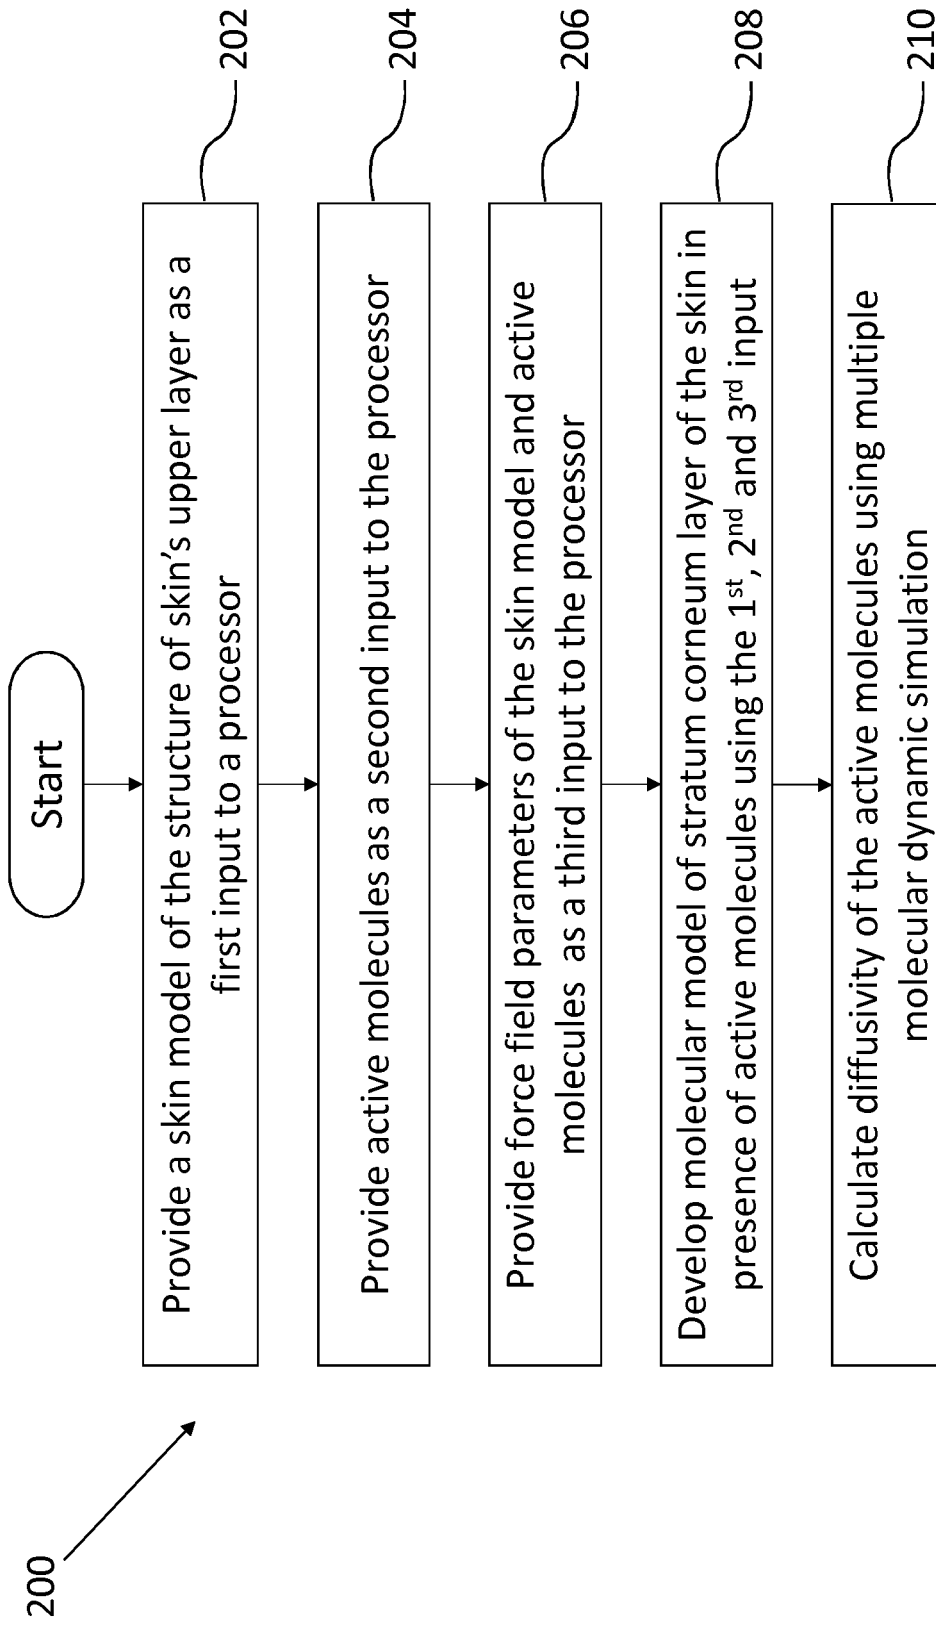 200
Start
Provide a skin model of the structure of skin’s upper layer as a
first input to a processor
202
Provide active molecules as a second input to the processor
204
Provide force field parameters of the skin model and active
molecules as a third input to the processor
206
Develop molecular model of stratum corneum layer of the skin in
presence of active molecules using the 1st, 2nd and 3rd input
208
Calculate diffusivity of the active molecules using multiple
molecular dynamic simulation
210